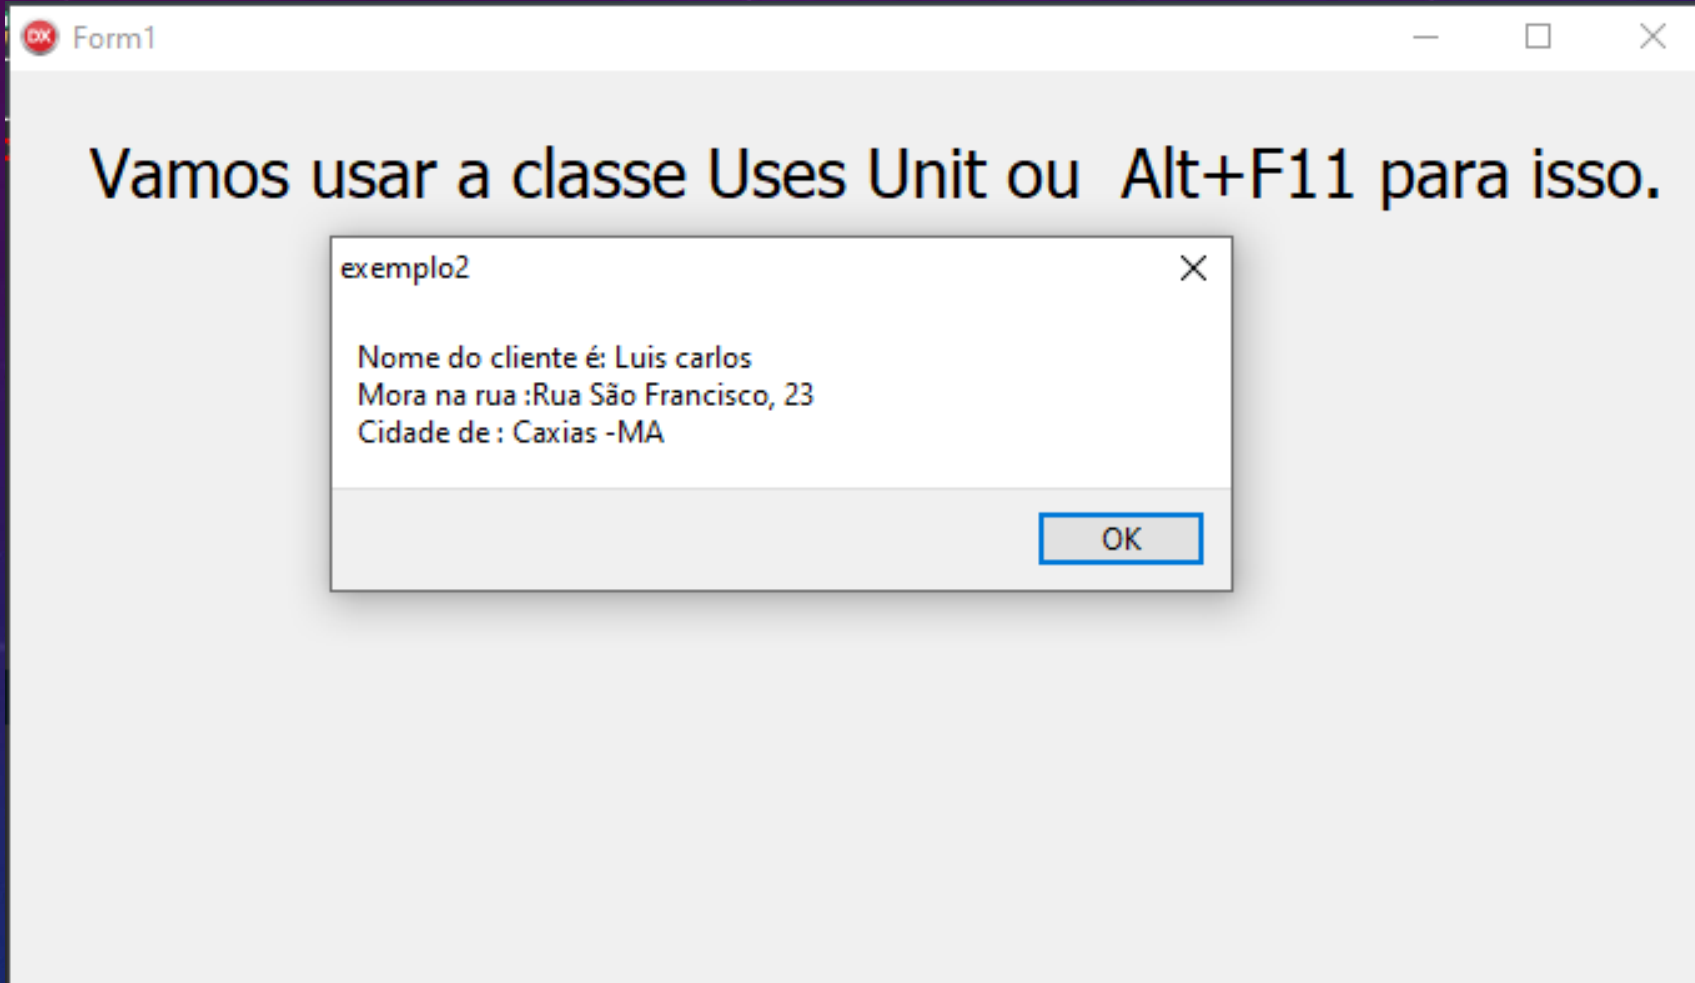 DX Form1
Vamos usar a classe Uses Unit ou  Alt+F11 para isso.
exemplo2
Nome do cliente é: Luis carlos
Mora na rua :Rua São Francisco, 23
Cidade de : Caxias -MA
OK